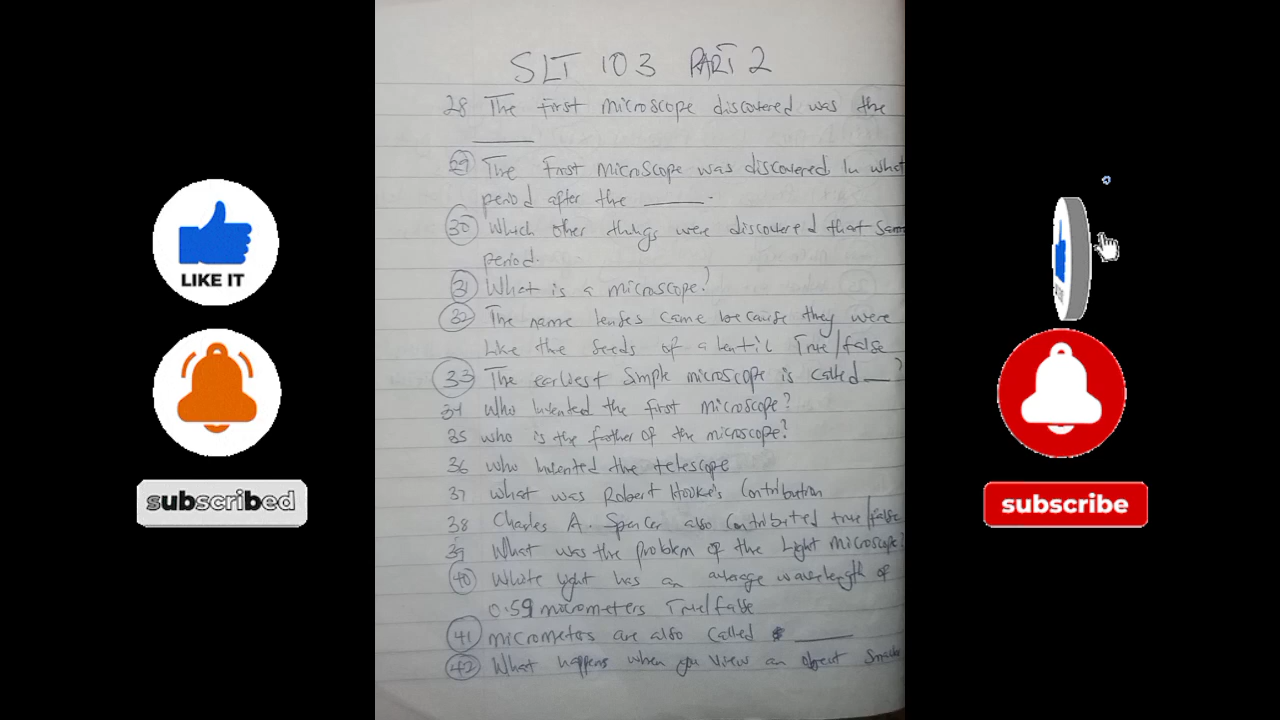 SLT 103 PART 2
28 The first microscope discovered was the
______
29 The First microscope was discovered In what
period after the ______.
30 Which other things were discovered that same
period.
31 What is a microscope?
32 The name lenses came because they were
Like the seeds of a lentil True/false
33 The earliest Simple microscope is called ___?
34 Who Invented the first microscope?
35 who is the father of the microscope?
36 who Invented the telescope
37 what was Robert Hooke's Contribution
38 Charles A. Spencer also Contributed true/false
39 What was the problem of the Light microscope?
40 White light has an average wavelength of
0.59 micrometers True/false
41 micrometers are also called ______
42 What happens when you View an object
LIKE IT
subscribed
subscribe